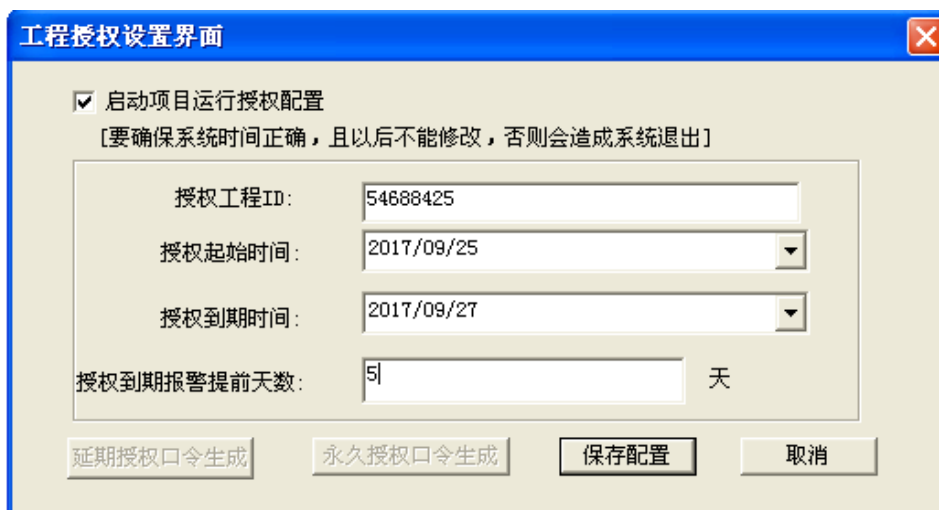 工程授权设置界面
启动项目运行授权配置
[要确保系统时间正确，且以后不能修改，否则会造成系统退出]
授权工程ID: 54688425
授权起始时间: 2017/09/25
授权到期时间: 2017/09/27
授权到期报警提前天数: 5 天
延期授权口令生成 永久授权口令生成 保存配置 取消